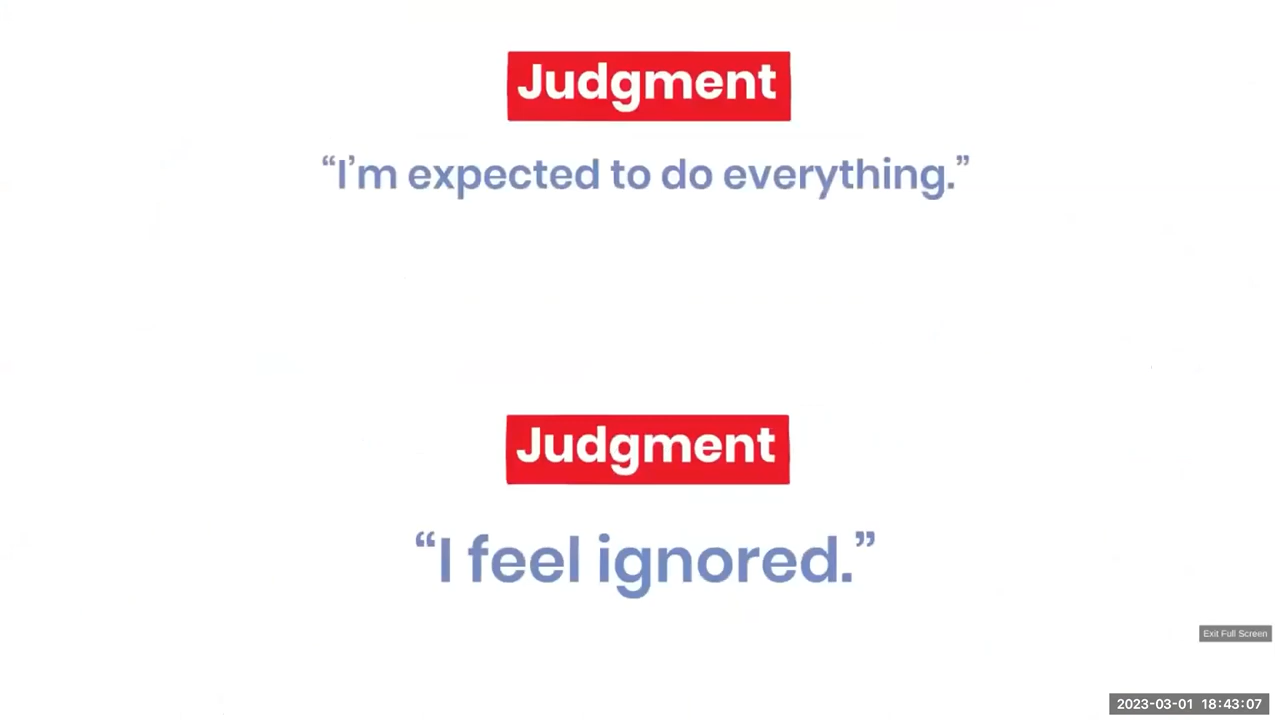 Judgment
“I’m expected to do everything.”
Judgment
“I feel ignored.”
Exit Full Screen
2023-03-01 18:43:07